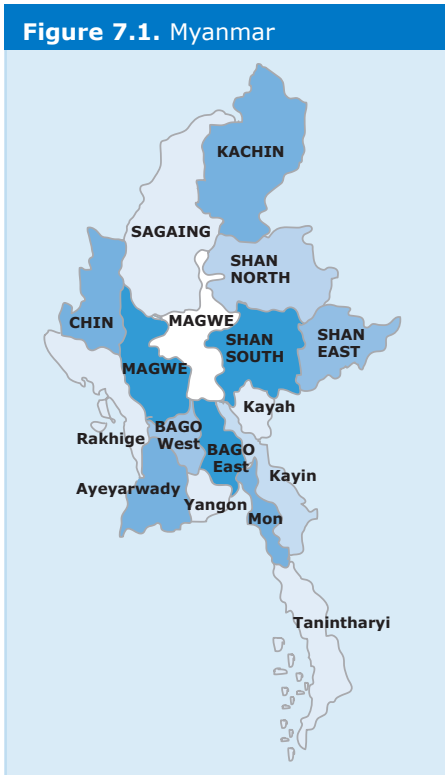 Figure 7.1. Myanmar
KACHIN
SAGAING
SHAN
NORTH
CHIN
MAGWE
SHAN
SOUTH
SHAN
EAST
MAGWE
Kayah
Rakhige
BAGO
West
BAGO
East
Kayin
Ayeyarwady
Yangon
Mon
Tanintharyi